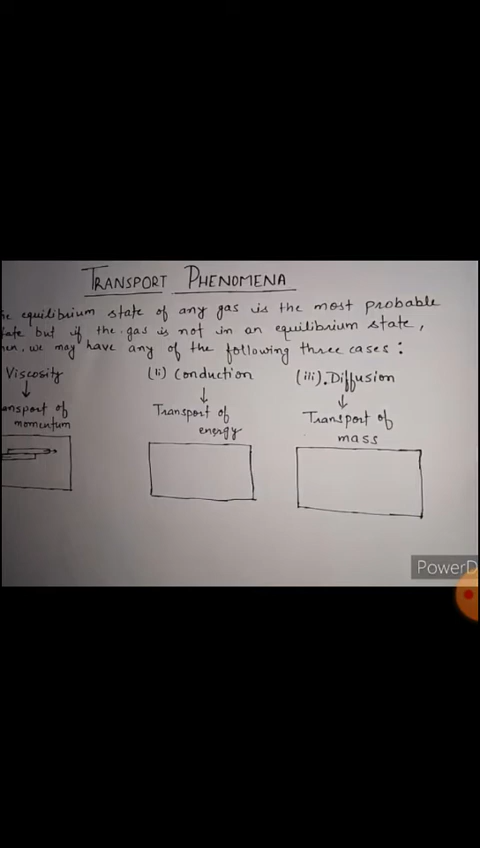 TRANSPORT PHENOMENA
equilibrium state of any gas is the most probable
but if the gas is not in an equilibrium state,
we may have any of the following three cases:
Viscosity (ii) Conduction (iii) Diffusion
of momentum Transport of energy Transport of mass
PowerD